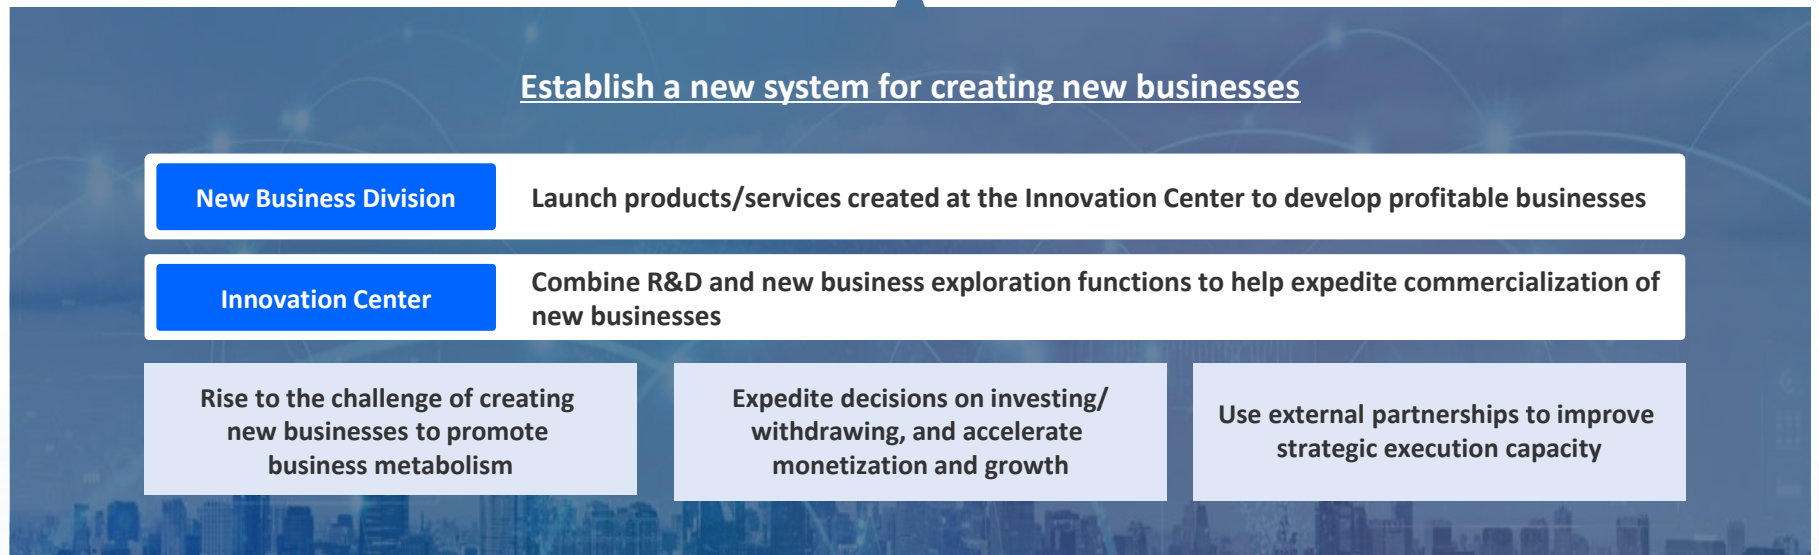 Establish a new system for creating new businesses
New Business Division
Launch products/services created at the Innovation Center to develop profitable businesses
Innovation Center
Combine R&D and new business exploration functions to help expedite commercialization of
new businesses
Rise to the challenge of creating
new businesses to promote
business metabolism
Expedite decisions on investing/
withdrawing, and accelerate
monetization and growth
Use external partnerships to improve
strategic execution capacity